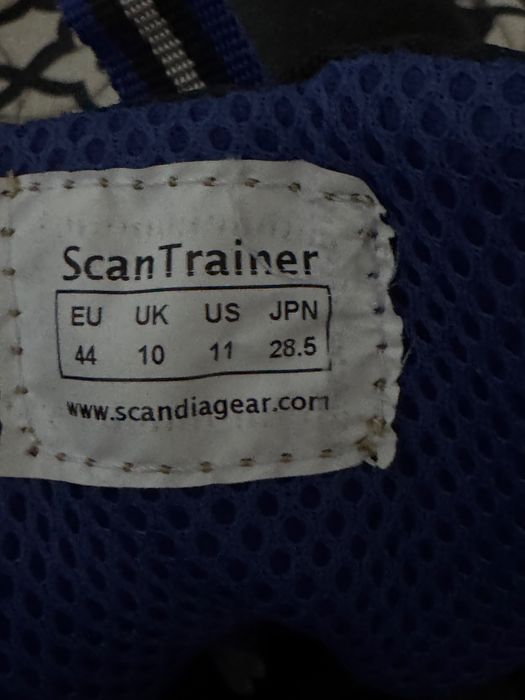 ScanTrainer
EU UK US JPN
44 10 11 28.5
www.scandiagear.com